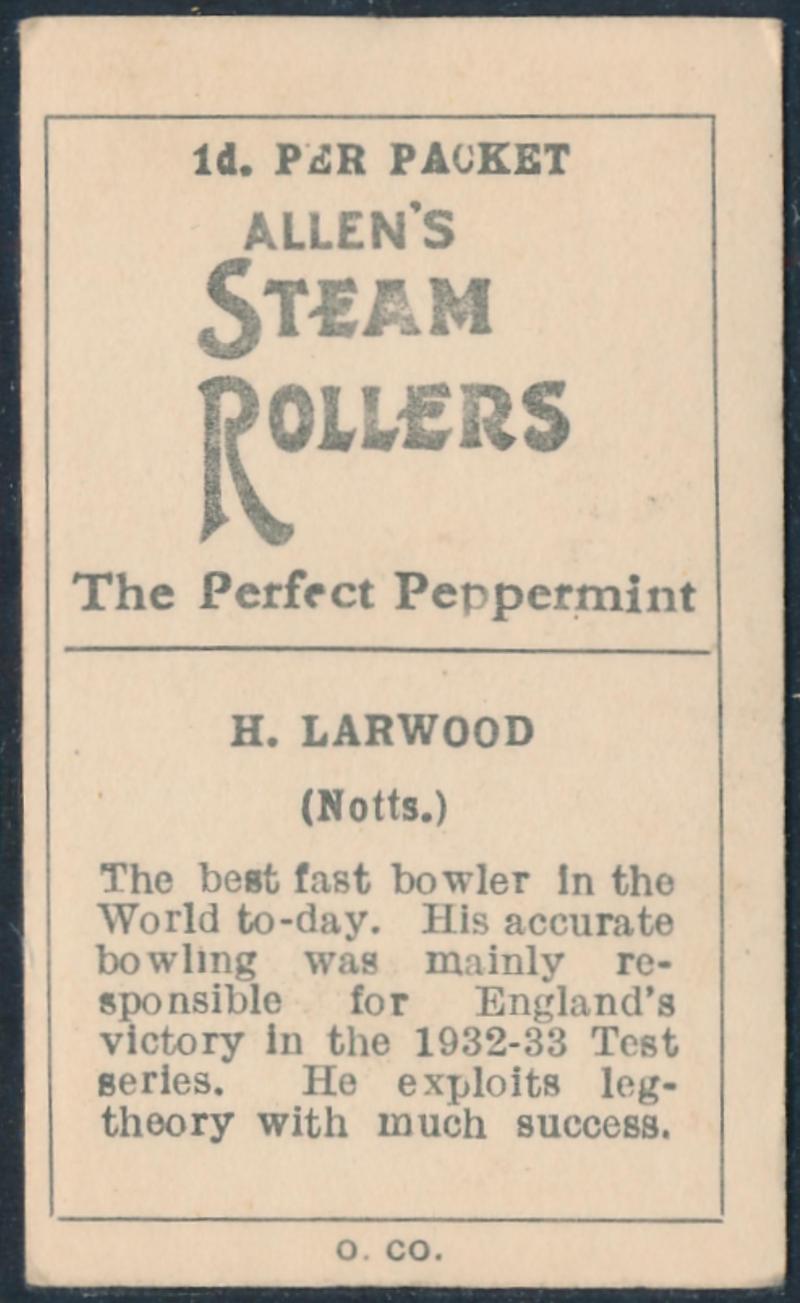 1d. PER PACKET
ALLEN'S
STEAM
ROLLERS
The Perfect Peppermint
H. LARWOOD
(Notts.)
The best fast bowler in the
World to-day. His accurate
bowling was mainly re-
sponsible for England's
victory in the 1932-33 Test
series. He exploits leg-
theory with much success.
O. CO.